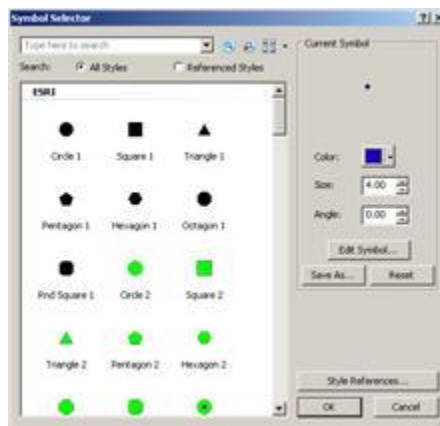 Symbol Selector
Type here to search
Search: All Styles Referenced Styles
ESRI
Circle 1 Square 1 Triangle 1
Pentagon 1 Hexagon 1 Octagon 1
Rnd Square 1 Circle 2 Square 2
Triangle 2 Pentagon 2 Hexagon 2
Current Symbol
Color:
Size: 4.00
Angle: 0.00
Edit Symbol...
Save As... Reset
Style References...
OK Cancel